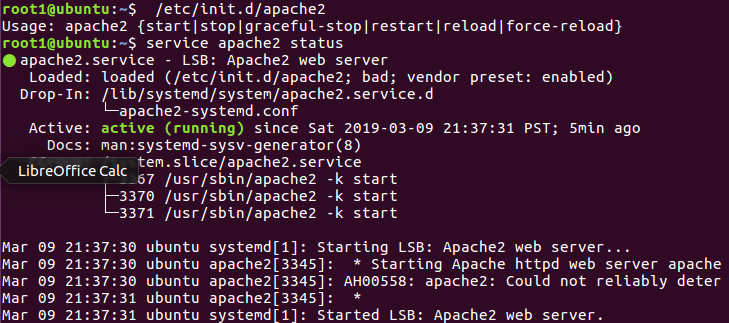 root1@ubuntu:~$  /etc/init.d/apache2
Usage: apache2 {start|stop|graceful-stop|restart|reload|force-reload}
root1@ubuntu:~$ service apache2 status
● apache2.service - LSB: Apache2 web server
   Loaded: loaded (/etc/init.d/apache2; bad; vendor preset: enabled)
  Drop-In: /lib/systemd/system/apache2.service.d
           └─apache2-systemd.conf
   Active: active (running) since Sat 2019-03-09 21:37:31 PST; 5min ago
     Docs: man:systemd-sysv-generator(8)
/system.slice/apache2.service
LibreOffice Calc
3367 /usr/sbin/apache2 -k start
           ├─3370 /usr/sbin/apache2 -k start
           └─3371 /usr/sbin/apache2 -k start
Mar 09 21:37:30 ubuntu systemd[1]: Starting LSB: Apache2 web server...
Mar 09 21:37:30 ubuntu apache2[3345]:  * Starting Apache httpd web server apache
Mar 09 21:37:30 ubuntu apache2[3345]: AH00558: apache2: Could not reliably deter
Mar 09 21:37:31 ubuntu apache2[3345]:  *
Mar 09 21:37:31 ubuntu systemd[1]: Started LSB: Apache2 web server.